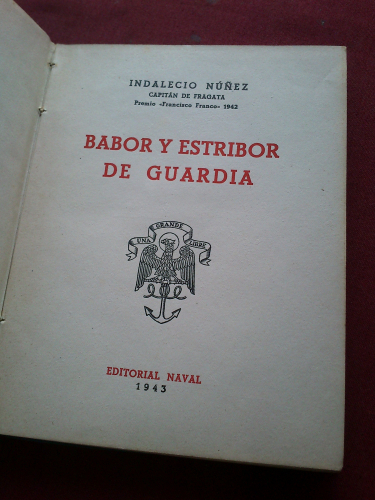 INDALECIO NÚÑEZ
CAPITÁN DE FRAGATA
Premio «Francisco Franco» 1942
BABOR Y ESTRIBOR
DE GUARDIA
UNA GRANDE LIBRE
EDITORIAL NAVAL
1943